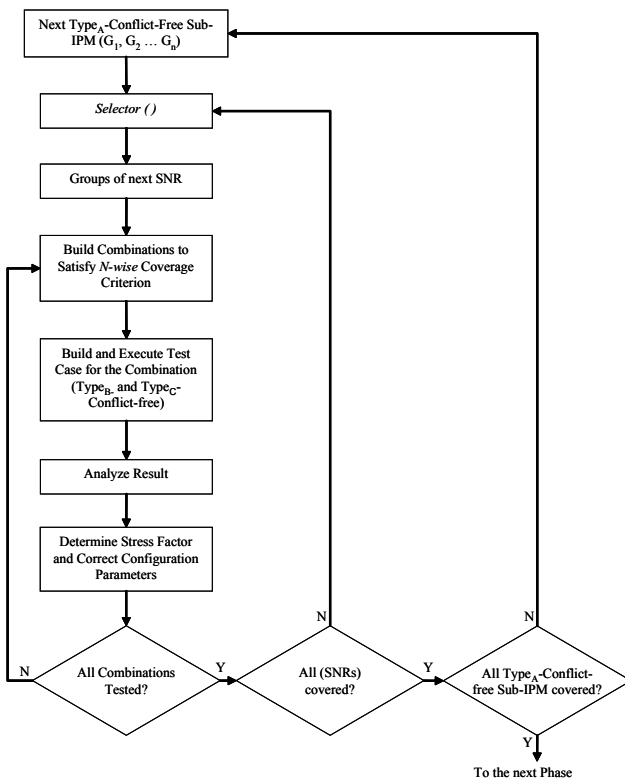 Next TypeA-Conflict-Free Sub-
IPM (G1, G2 … Gn)
Selector ( )
Groups of next SNR
Build Combinations to
Satisfy N-wise Coverage
Criterion
Build and Execute Test
Case for the Combination
(TypeB- and TypeC-
Conflict-free)
Analyze Result
Determine Stress Factor
and Correct Configuration
Parameters
N
All Combinations
Tested?
Y
N
All (SNRs)
covered?
Y
N
All TypeA-Conflict-
free Sub-IPM covered?
Y
To the next Phase